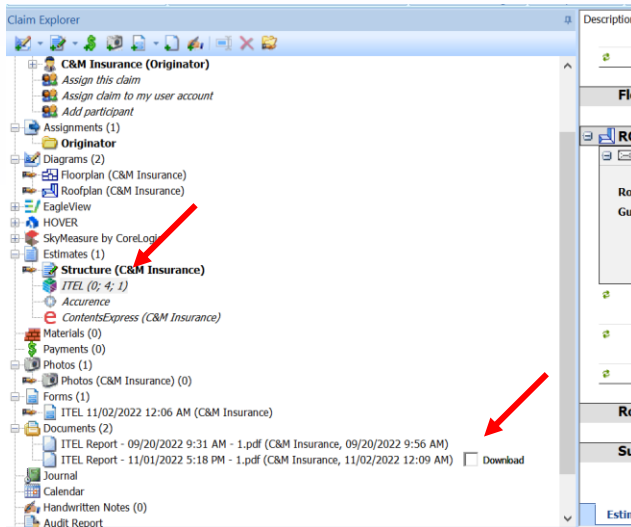 Claim Explorer
Description
C&M Insurance (Originator)
Assign this claim
Assign claim to my user account
Add participant
Assignments (1)
Originator
Diagrams (2)
Floorplan (C&M Insurance)
Roofplan (C&M Insurance)
EagleView
HOVER
SkyMeasure by CoreLogic
Estimates (1)
Structure (C&M Insurance)
ITEL (0; 4; 1)
Accurence
ContentsExpress (C&M Insurance)
Materials (0)
Payments (0)
Photos (1)
Photos (C&M Insurance) (0)
Forms (1)
ITEL 11/02/2022 12:06 AM (C&M Insurance)
Documents (2)
ITEL Report - 09/20/2022 9:31 AM - 1.pdf (C&M Insurance, 09/20/2022 9:56 AM)
ITEL Report - 11/01/2022 5:18 PM - 1.pdf (C&M Insurance, 11/02/2022 12:09 AM) Download
Journal
Calendar
Handwritten Notes (0)
Audit Report